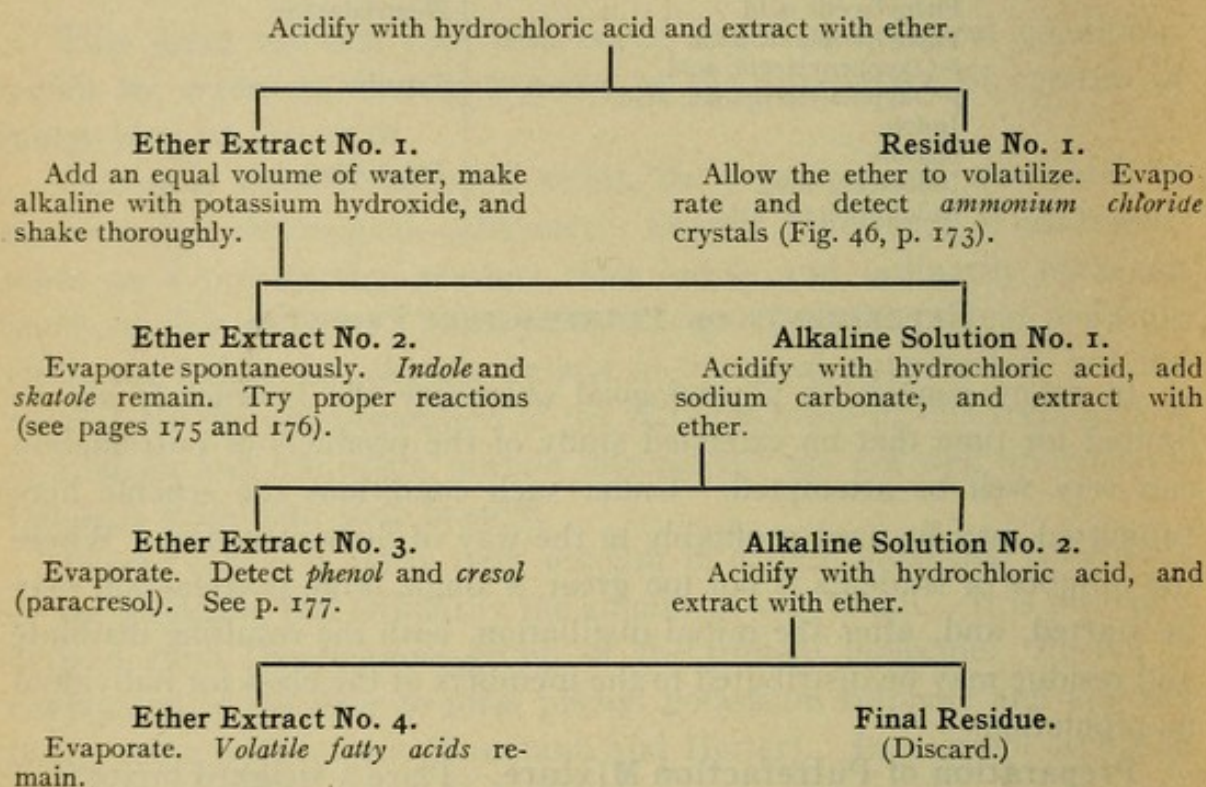 Acidify with hydrochloric acid and extract with ether.
Ether Extract No. 1.
Add an equal volume of water, make
alkaline with potassium hydroxide, and
shake thoroughly.
Residue No. 1.
Allow the ether to volatilize. Evapo
rate and detect ammonium chloride
crystals (Fig. 46, p. 173).
Ether Extract No. 2.
Evaporate spontaneously. Indole and
skatole remain. Try proper reactions
(see pages 175 and 176).
Alkaline Solution No. 1.
Acidify with hydrochloric acid, add
sodium carbonate, and extract with
ether.
Ether Extract No. 3.
Evaporate. Detect phenol and cresol
(paracresol). See p. 177.
Alkaline Solution No. 2.
Acidify with hydrochloric acid, and
extract with ether.
Ether Extract No. 4.
Evaporate. Volatile fatty acids re-
main.
Final Residue.
(Discard.)